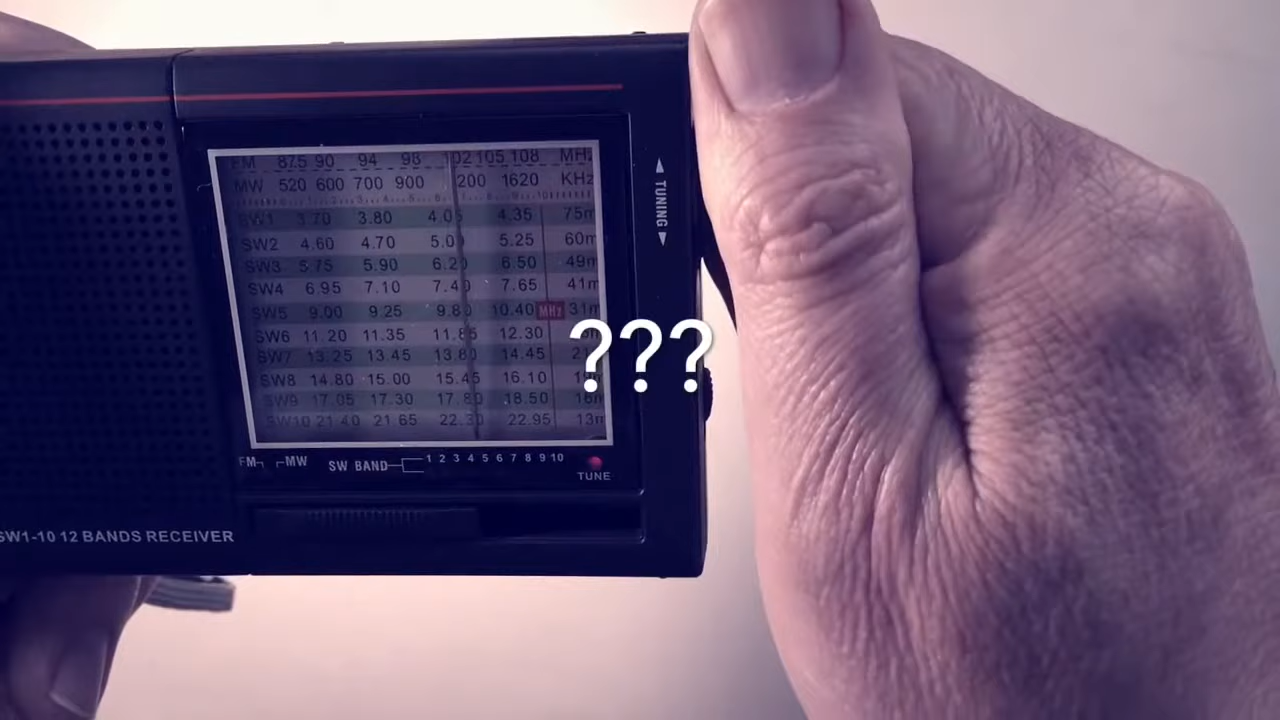 FM 87.5 90 94 98 102 105 108 MHz
MW 520 600 700 900 200 1620 KHz
SW1 3.70 3.80 4.05 4.35 75m
SW2 4.60 4.70 5.00 5.25 60m
SW3 5.75 5.90 6.20 6.50 49m
SW4 6.95 7.10 7.40 7.65 41m
SW5 9.00 9.25 9.80 10.40 MHz 31m
SW6 11.20 11.35 11.85 12.30
SW7 13.25 13.45 13.80 14.45
SW8 14.80 15.00 15.45 16.10 19m
SW9 17.05 17.30 17.80 18.50 16m
SW10 21.40 21.65 22.30 22.95 13m
TUNING
???
FM MW SW BAND 1 2 3 4 5 6 7 8 9 10
TUNE
SW1-10 12 BANDS RECEIVER